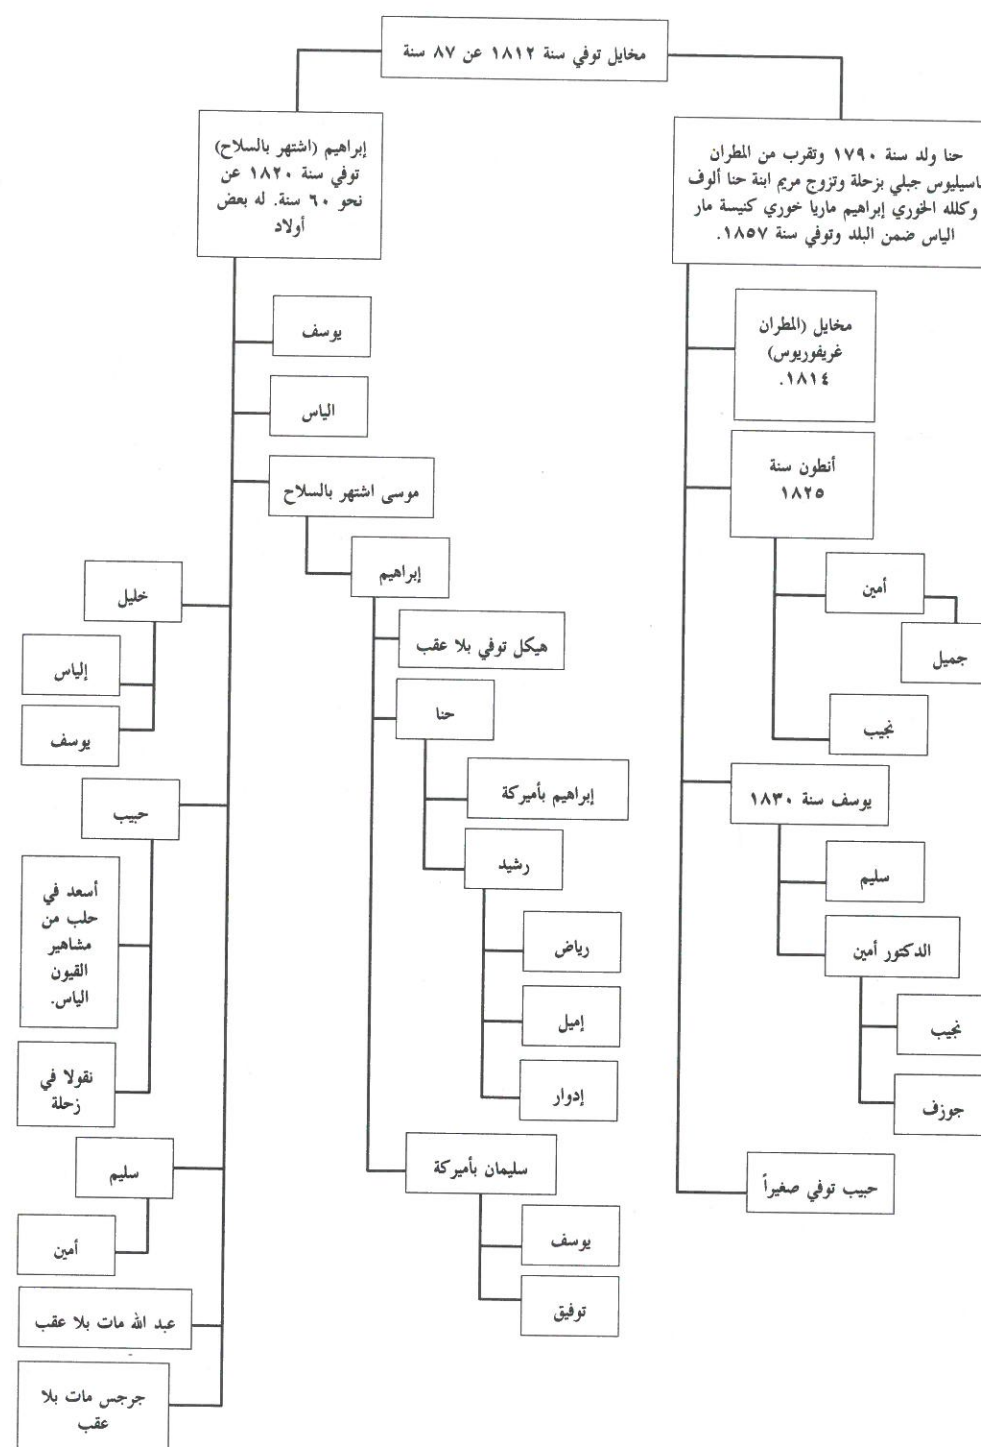 مخايل توفي سنة ١٨١٢ عن ٨٧ سنة
حنا ولد سنة ١٧٩٠ وتقرب من المطران
اسيليوس جبلي بزحلة وتزوج مريم ابنة حنا ألوف
وكلله الخوري إبراهيم ماريا خوري كنيسة مار
الياس ضمن البلد وتوفي سنة ١٨٥٧.
مخايل (المطران
غريغوريوس)
١٨١٤.
أنطون سنة
١٨٢٥
أمين
جميل
نجيب
يوسف سنة ١٨٣٠
سليم
الدكتور أمين
نجيب
جوزف
حبيب توفي صغيراً
إبراهيم (اشتهر بالسلاح)
توفي سنة ١٨٢٠ عن
نحو ٦٠ سنة. له بعض
أولاد
يوسف
الياس
موسى اشتهر بالسلاح
إبراهيم
هيكل توفي بلا عقب
حنا
إبراهيم بأميركة
رشيد
رياض
إميل
إدوار
سليمان بأميركة
يوسف
توفيق
خليل
إلياس
يوسف
حبيب
أسعد في
حلب من
مشاهير
القيون
الياس.
نقولا في
زحلة
سليم
أمين
عبد الله مات بلا عقب
جرجس مات بلا
عقب